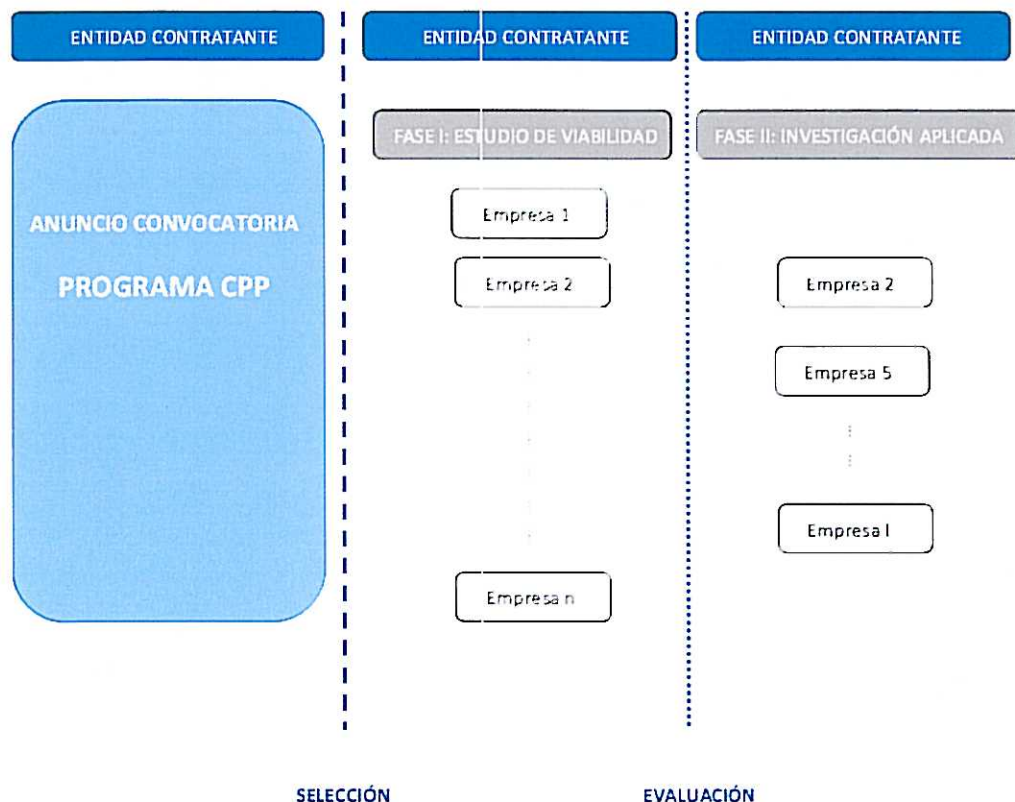 ENTIDAD CONTRATANTE
ENTIDAD CONTRATANTE
ENTIDAD CONTRATANTE
ANUNCIO CONVOCATORIA
PROGRAMA CPP
FASE I: ESTUDIO DE VIABILIDAD
Empresa 1
Empresa 2
Empresa n
FASE II: INVESTIGACIÓN APLICADA
Empresa 2
Empresa 5
Empresa l
SELECCIÓN
EVALUACIÓN